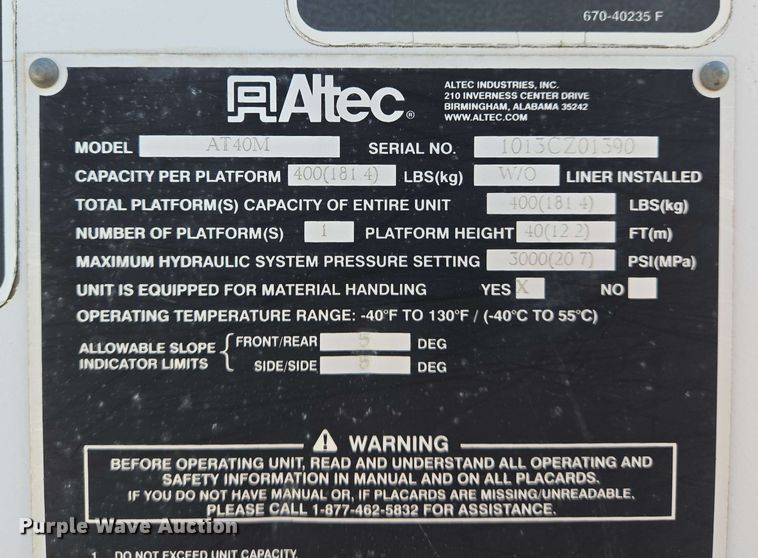 670-40235 F
Altec®
ALTEC INDUSTRIES, INC.
210 INVERNESS CENTER DRIVE
BIRMINGHAM, ALABAMA 35242
WWW.ALTEC.COM
MODEL AT40M SERIAL NO. 1013CZ01390
CAPACITY PER PLATFORM 400(181.4) LBS(kg) W/O LINER INSTALLED
TOTAL PLATFORM(S) CAPACITY OF ENTIRE UNIT 400(181.4) LBS(kg)
NUMBER OF PLATFORM(S) 1 PLATFORM HEIGHT 40(12.2) FT(m)
MAXIMUM HYDRAULIC SYSTEM PRESSURE SETTING 3000(20.7) PSI(MPa)
UNIT IS EQUIPPED FOR MATERIAL HANDLING YES X NO
OPERATING TEMPERATURE RANGE: -40°F TO 130°F / (-40°C TO 55°C)
ALLOWABLE SLOPE INDICATOR LIMITS { FRONT/REAR 5 DEG
SIDE/SIDE 5 DEG
⚠ WARNING
BEFORE OPERATING UNIT, READ AND UNDERSTAND ALL OPERATING AND
SAFETY INFORMATION IN MANUAL AND ON ALL PLACARDS.
IF YOU DO NOT HAVE MANUAL OR, IF PLACARDS ARE MISSING/UNREADABLE,
PLEASE CALL 1-877-462-5832 FOR ASSISTANCE.
1. DO NOT EXCEED UNIT CAPACITY.
Purple Wave Auction